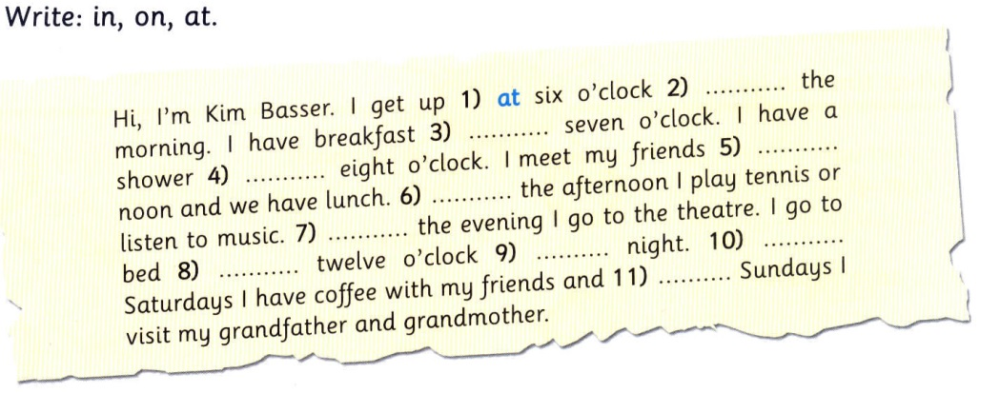 Write: in, on, at.
Hi, I'm Kim Basser. I get up 1) at six o'clock 2) ........... the
morning. I have breakfast 3) ........... seven o'clock. I have a
shower 4) ........... eight o'clock. I meet my friends 5) ...........
noon and we have lunch. 6) ........... the afternoon I play tennis or
listen to music. 7) ........... the evening I go to the theatre. I go to
bed 8) ........... twelve o'clock 9) .......... night. 10) ...........
Saturdays I have coffee with my friends and 11) .......... Sundays I
visit my grandfather and grandmother.